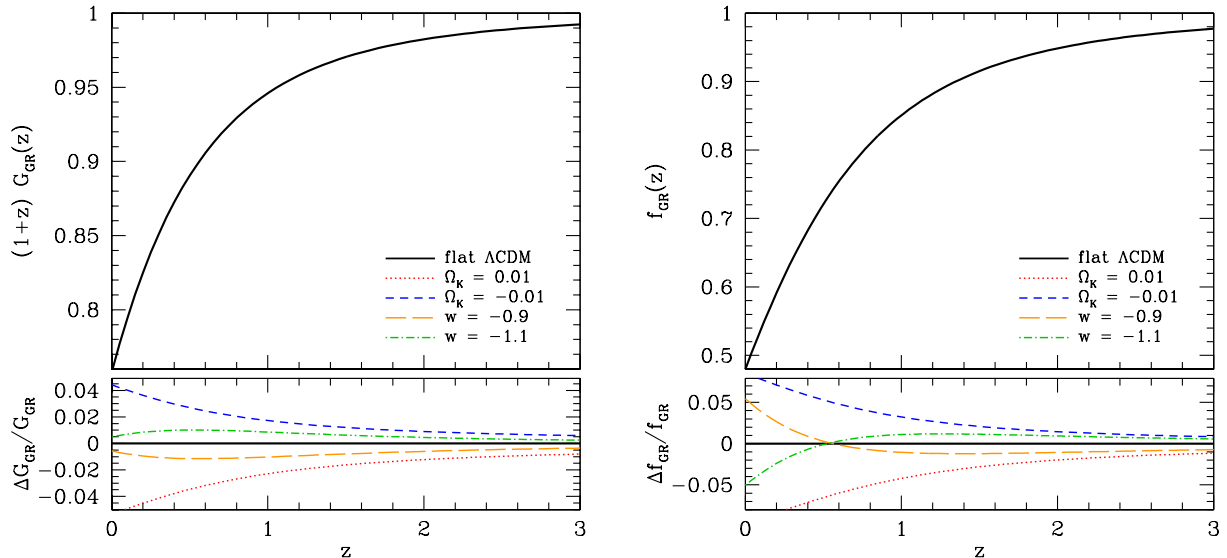 1
0.95
0.9
0.85
0.8
(1+z) G_GR(z)
flat ΛCDM
Ω_K = 0.01
Ω_K = −0.01
w = −0.9
w = −1.1
0.04
0.02
0
−0.02
−0.04
ΔG_GR/G_GR
0 1 2 3
z
1
0.9
0.8
0.7
0.6
0.5
f_GR(z)
flat ΛCDM
Ω_K = 0.01
Ω_K = −0.01
w = −0.9
w = −1.1
0.05
0
−0.05
Δf_GR/f_GR
0 1 2 3
z